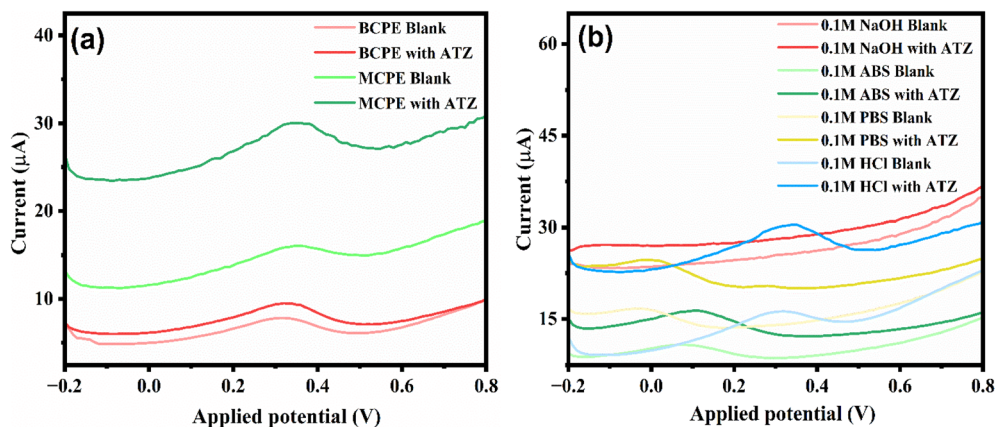 (a)
BCPE Blank
BCPE with ATZ
MCPE Blank
MCPE with ATZ
40
30
20
10
Current (μA)
−0.2 0.0 0.2 0.4 0.6 0.8
Applied potential (V)
(b)
0.1M NaOH Blank
0.1M NaOH with ATZ
0.1M ABS Blank
0.1M ABS with ATZ
0.1M PBS Blank
0.1M PBS with ATZ
0.1M HCl Blank
0.1M HCl with ATZ
60
45
30
15
Current (μA)
−0.2 0.0 0.2 0.4 0.6 0.8
Applied potential (V)